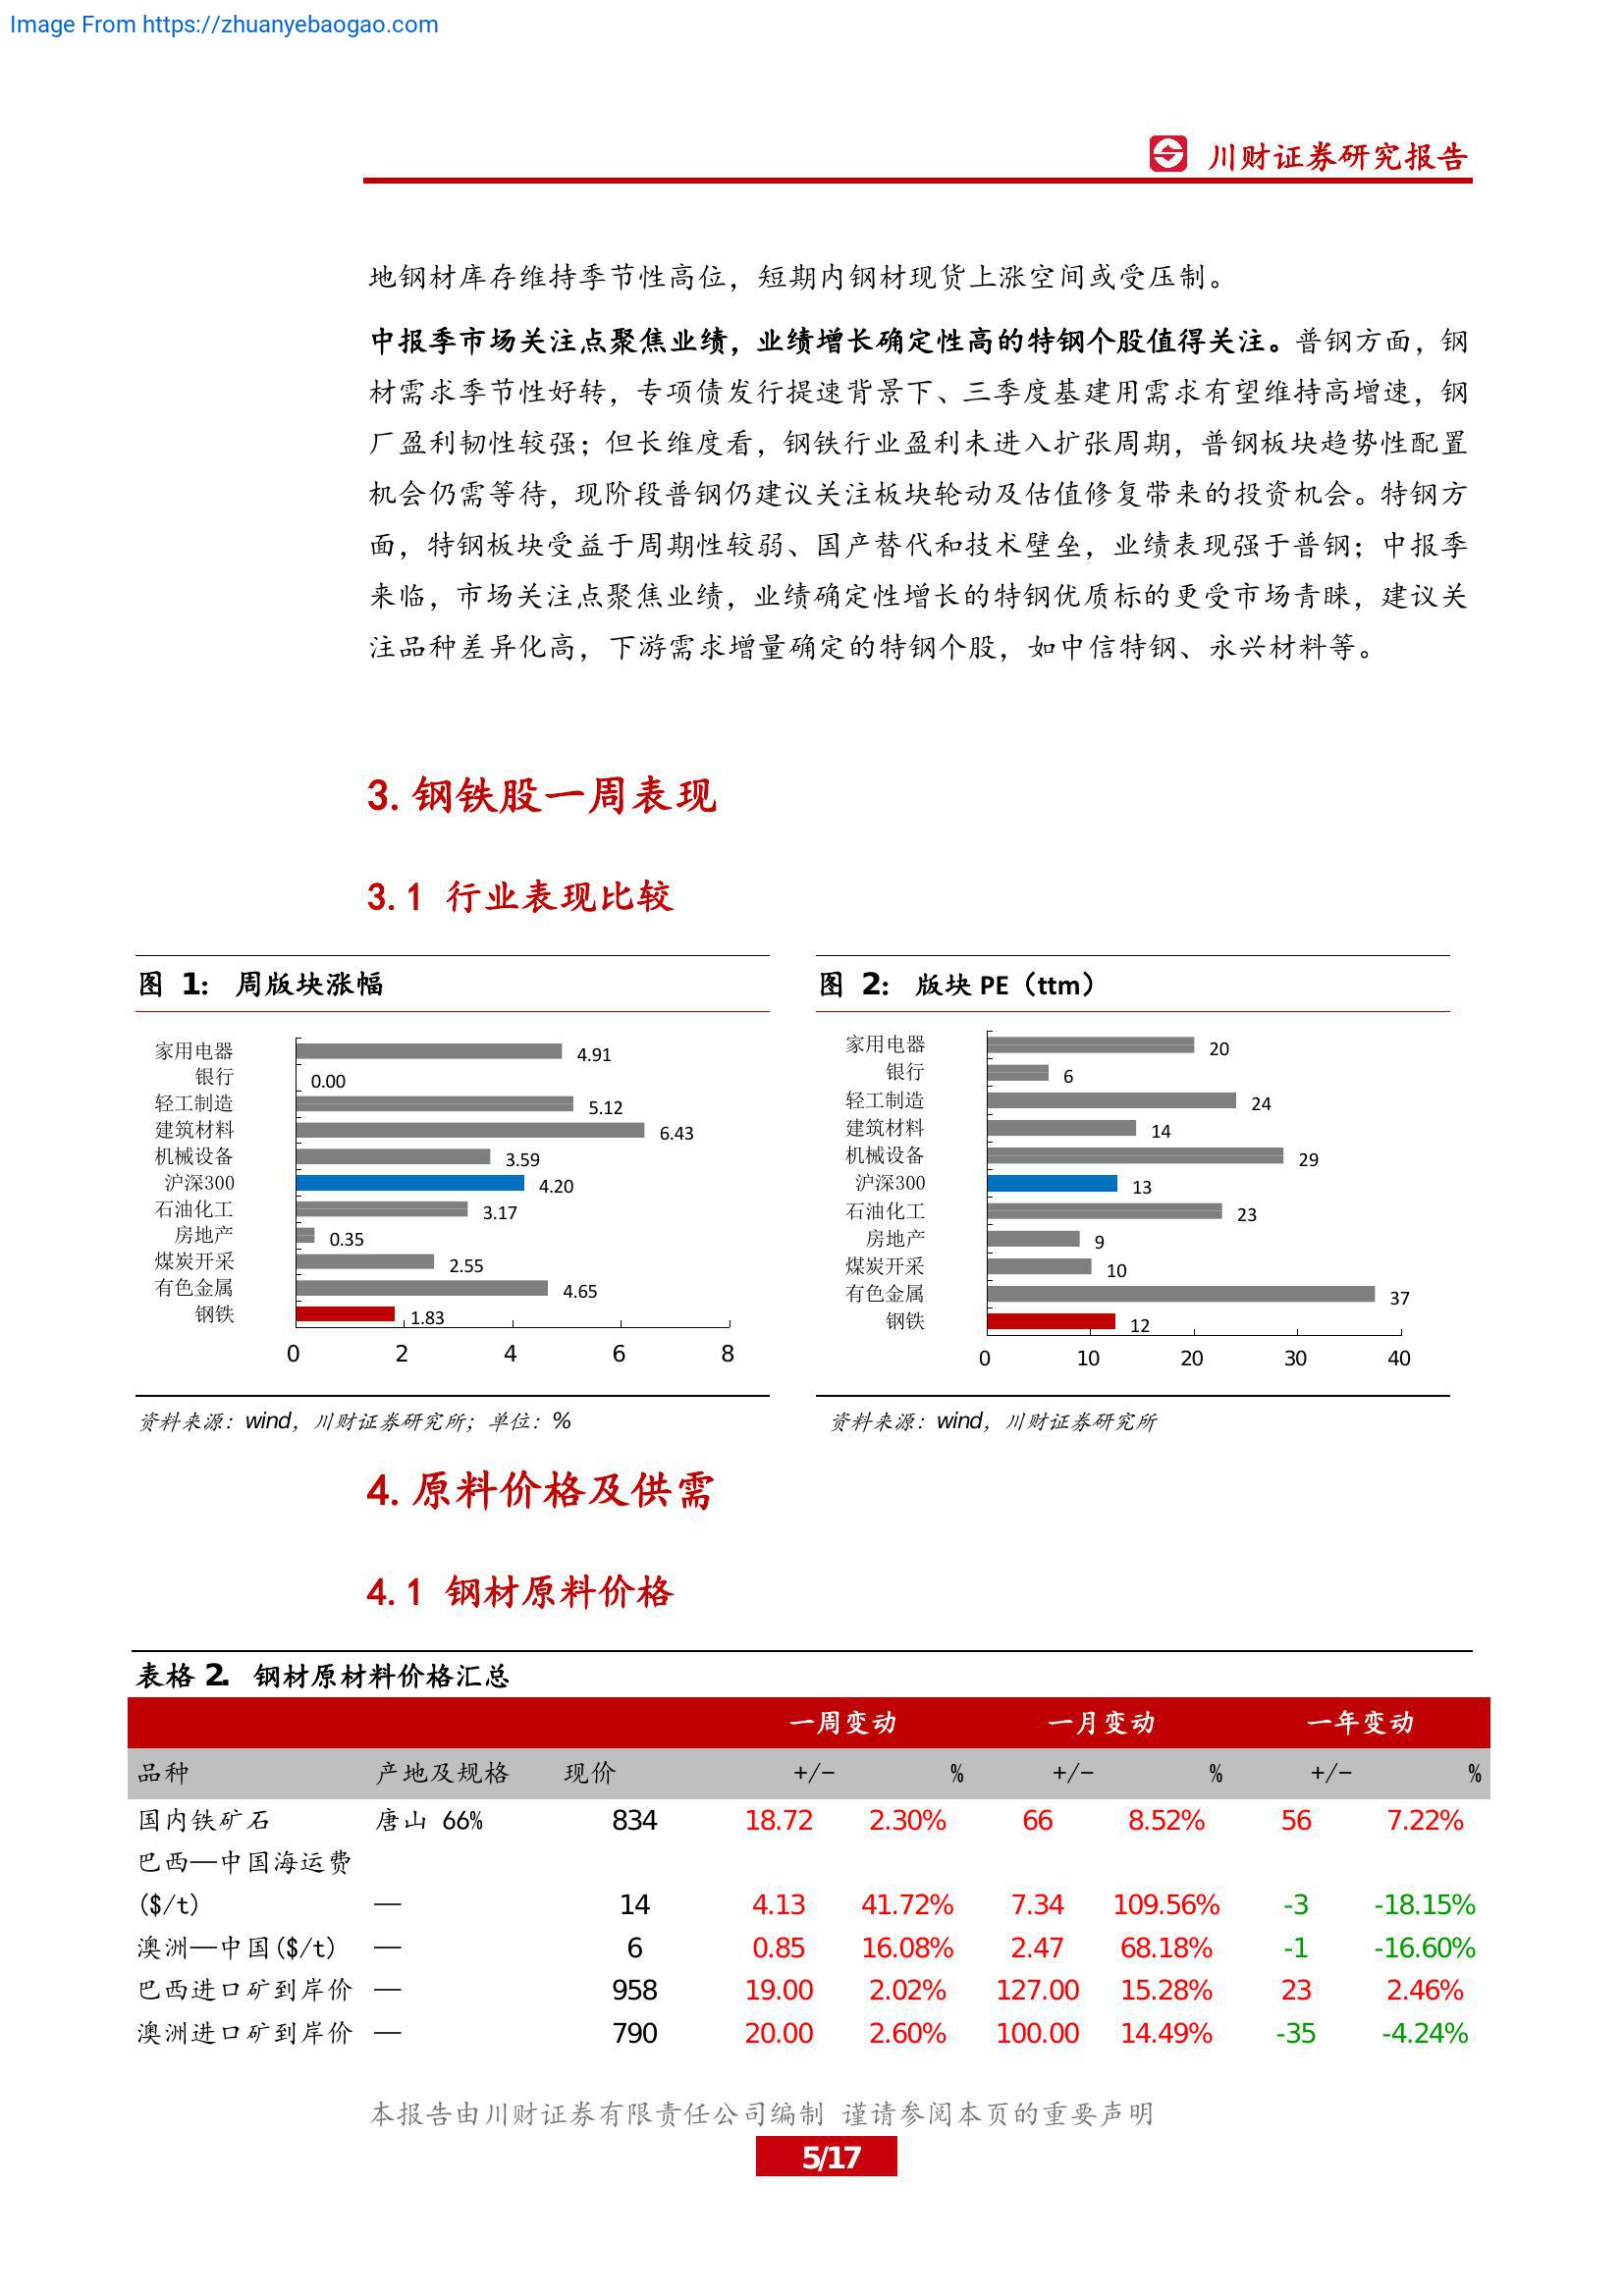 Image From https://zhuanyebaogao.com
川财证券研究报告
地钢材库存维持季节性高位，短期内钢材现货上涨空间或受压制。
中报季市场关注点聚焦业绩，业绩增长确定性高的特钢个股值得关注。普钢方面，钢
材需求季节性好转，专项债发行提速背景下、三季度基建用需求有望维持高增速，钢
厂盈利韧性较强；但长维度看，钢铁行业盈利未进入扩张周期，普钢板块趋势性配置
机会仍需等待，现阶段普钢仍建议关注板块轮动及估值修复带来的投资机会。特钢方
面，特钢板块受益于周期性较弱、国产替代和技术壁垒，业绩表现强于普钢；中报季
来临，市场关注点聚焦业绩，业绩确定性增长的特钢优质标的更受市场青睐，建议关
注品种差异化高，下游需求增量确定的特钢个股，如中信特钢、永兴材料等。
3.钢铁股一周表现
3.1 行业表现比较
图 1： 周版块涨幅
家用电器 4.91
银行 0.00
轻工制造 5.12
建筑材料 6.43
机械设备 3.59
沪深300 4.20
石油化工 3.17
房地产 0.35
煤炭开采 2.55
有色金属 4.65
钢铁 1.83
0 2 4 6 8
资料来源：wind，川财证券研究所；单位：%
图 2： 版块 PE（ttm）
家用电器 20
银行 6
轻工制造 24
建筑材料 14
机械设备 29
沪深300 13
石油化工 23
房地产 9
煤炭开采 10
有色金属 37
钢铁 12
0 10 20 30 40
资料来源：wind，川财证券研究所
4.原料价格及供需
4.1 钢材原料价格
表格 2. 钢材原材料价格汇总
一周变动 一月变动 一年变动
品种 产地及规格 现价 +/- % +/- % +/- %
国内铁矿石 唐山 66% 834 18.72 2.30% 66 8.52% 56 7.22%
巴西—中国海运费
($/t) — 14 4.13 41.72% 7.34 109.56% -3 -18.15%
澳洲—中国($/t) — 6 0.85 16.08% 2.47 68.18% -1 -16.60%
巴西进口矿到岸价 — 958 19.00 2.02% 127.00 15.28% 23 2.46%
澳洲进口矿到岸价 — 790 20.00 2.60% 100.00 14.49% -35 -4.24%
本报告由川财证券有限责任公司编制 谨请参阅本页的重要声明
5/17